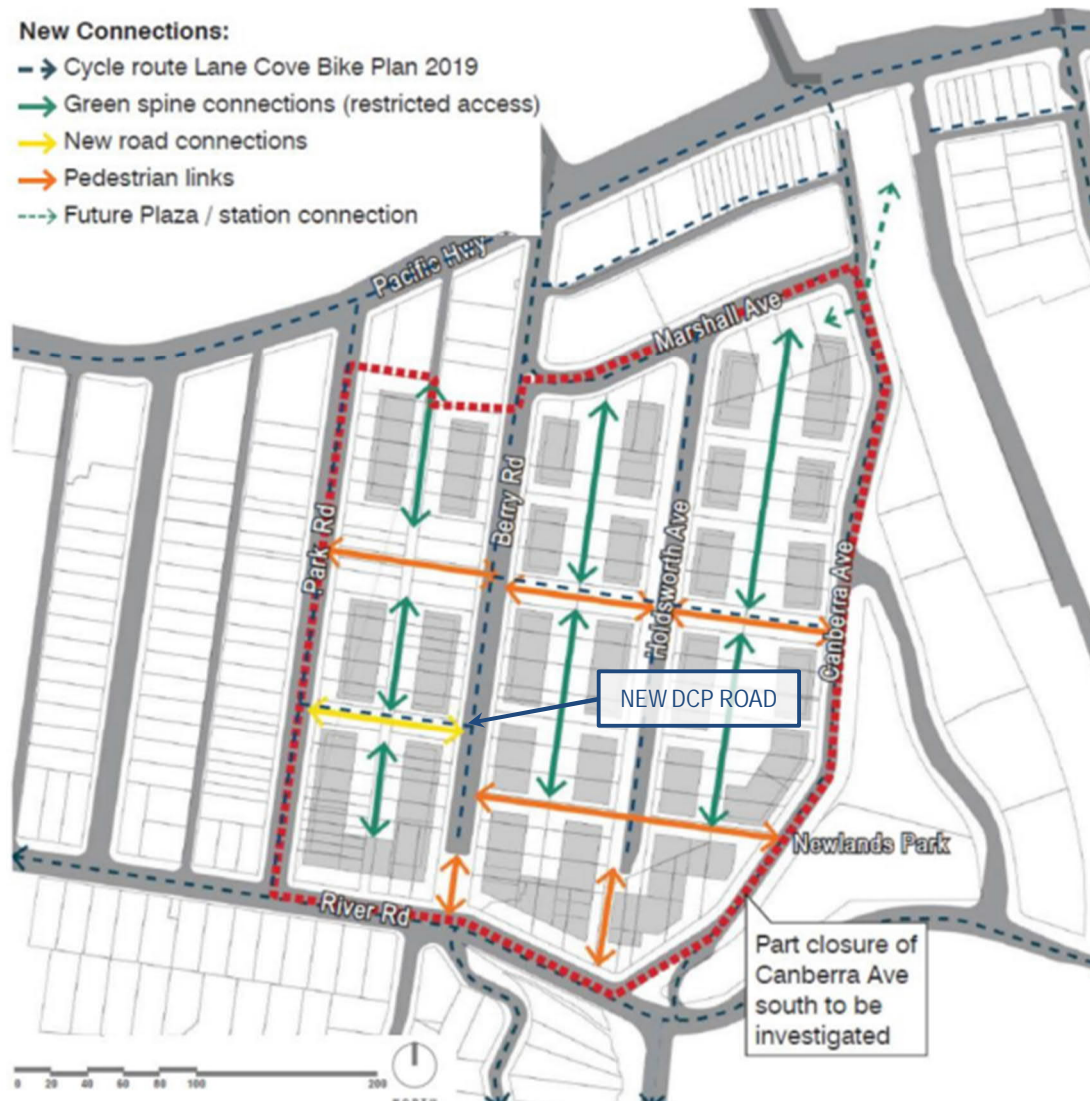 New Connections:
Cycle route Lane Cove Bike Plan 2019
Green spine connections (restricted access)
New road connections
Pedestrian links
Future Plaza / station connection
Pacific Hwy
Marshall Ave
Berry Rd
Park Rd
Holdsworth Ave
Canberra Ave
NEW DCP ROAD
Newlands Park
River Rd
Part closure of
Canberra Ave
south to be
investigated
0 20 40 60 80 100 200